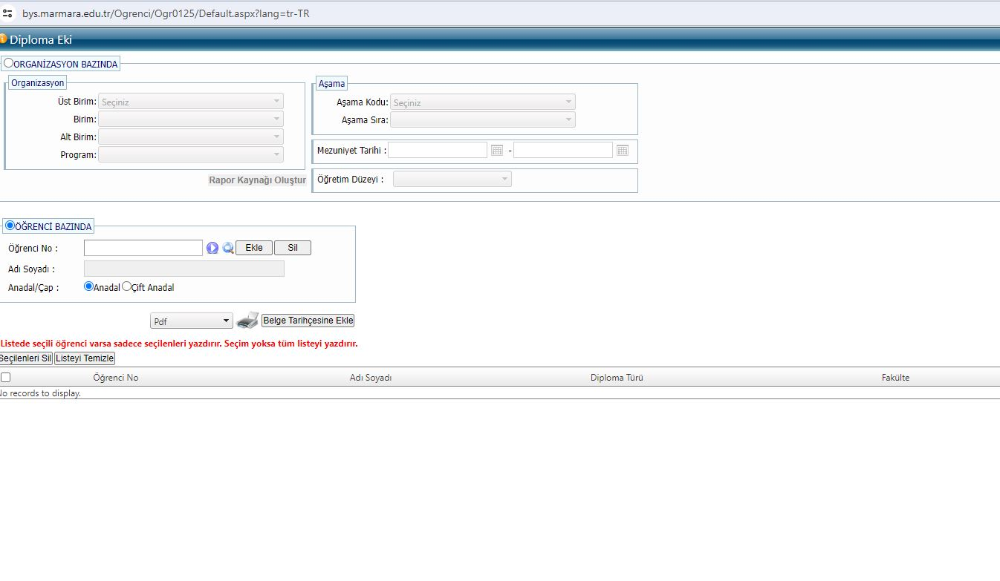 bys.marmara.edu.tr/Ogrenci/Ogr0125/Default.aspx?lang=tr-TR
Diploma Eki
ORGANİZASYON BAZINDA
Organizasyon
Üst Birim: Seçiniz
Birim:
Alt Birim:
Program:
Rapor Kaynağı Oluştur
Aşama
Aşama Kodu: Seçiniz
Aşama Sıra:
Mezuniyet Tarihi : -
Öğretim Düzeyi :
ÖĞRENCİ BAZINDA
Öğrenci No : Ekle Sil
Adı Soyadı :
Anadal/Çap : Anadal Çift Anadal
Pdf Belge Tarihçesine Ekle
Listede seçili öğrenci varsa sadece seçilenleri yazdırır. Seçim yoksa tüm listeyi yazdırır.
Seçilenleri Sil Listeyi Temizle
Öğrenci No Adı Soyadı Diploma Türü Fakülte
No records to display.